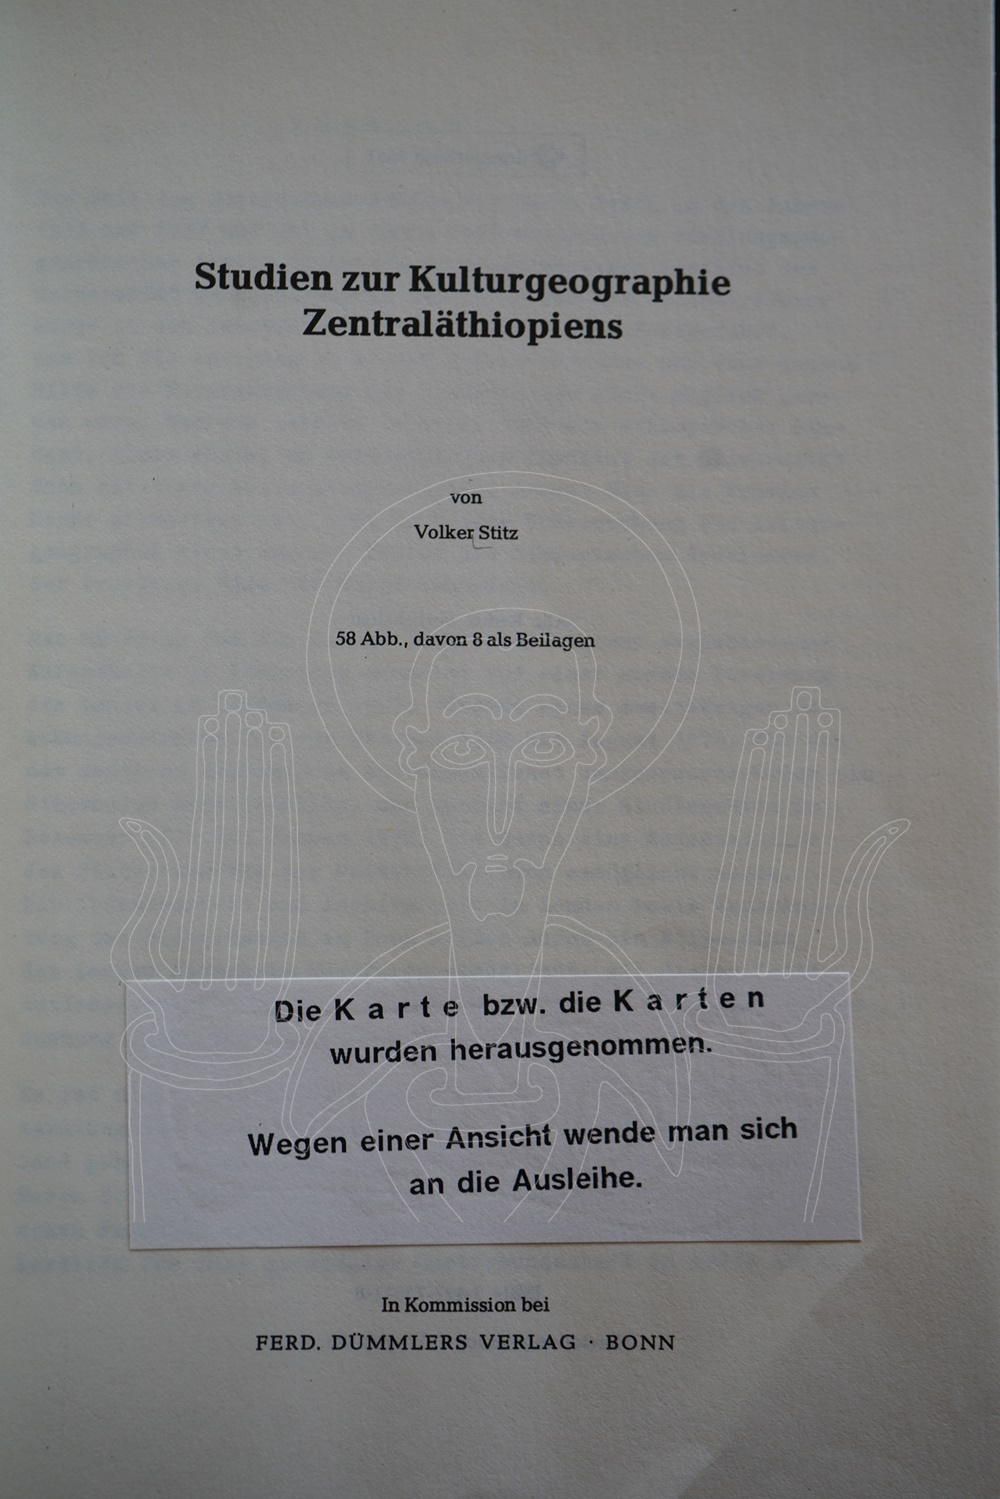 Studien zur Kulturgeographie
Zentraläthiopiens
von
Volker Stitz
58 Abb., davon 8 als Beilagen
Die K a r t e bzw. die K a r t e n
wurden herausgenommen.
Wegen einer Ansicht wende man sich
an die Ausleihe.
In Kommission bei
FERD. DÜMMLERS VERLAG · BONN